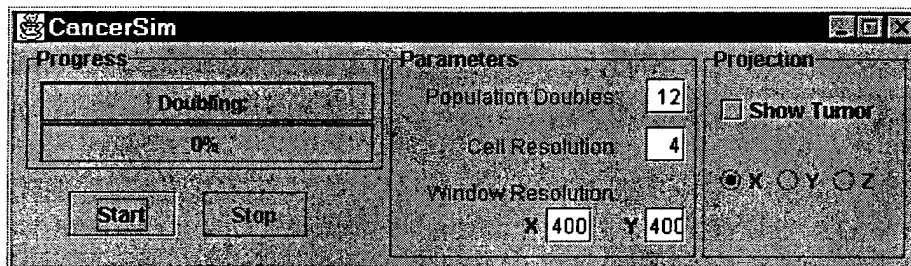 CancerSim
Progress
Doubling:
0%
Start Stop
Parameters
Population Doubles: 12
Cell Resolution: 4
Window Resolution:
X 400 Y 400
Projection
Show Tumor
X Y Z